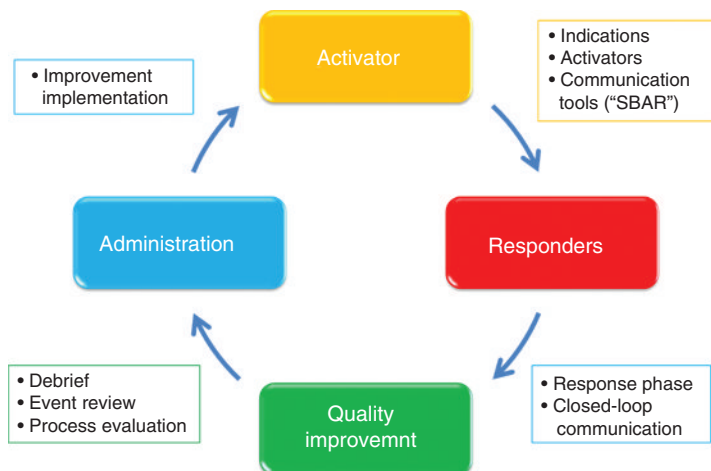 Activator
• Indications
• Activators
• Communication
tools (“SBAR”)
• Improvement
implementation
Administration
Responders
• Debrief
• Event review
• Process evaluation
Quality
improvemnt
• Response phase
• Closed-loop
communication